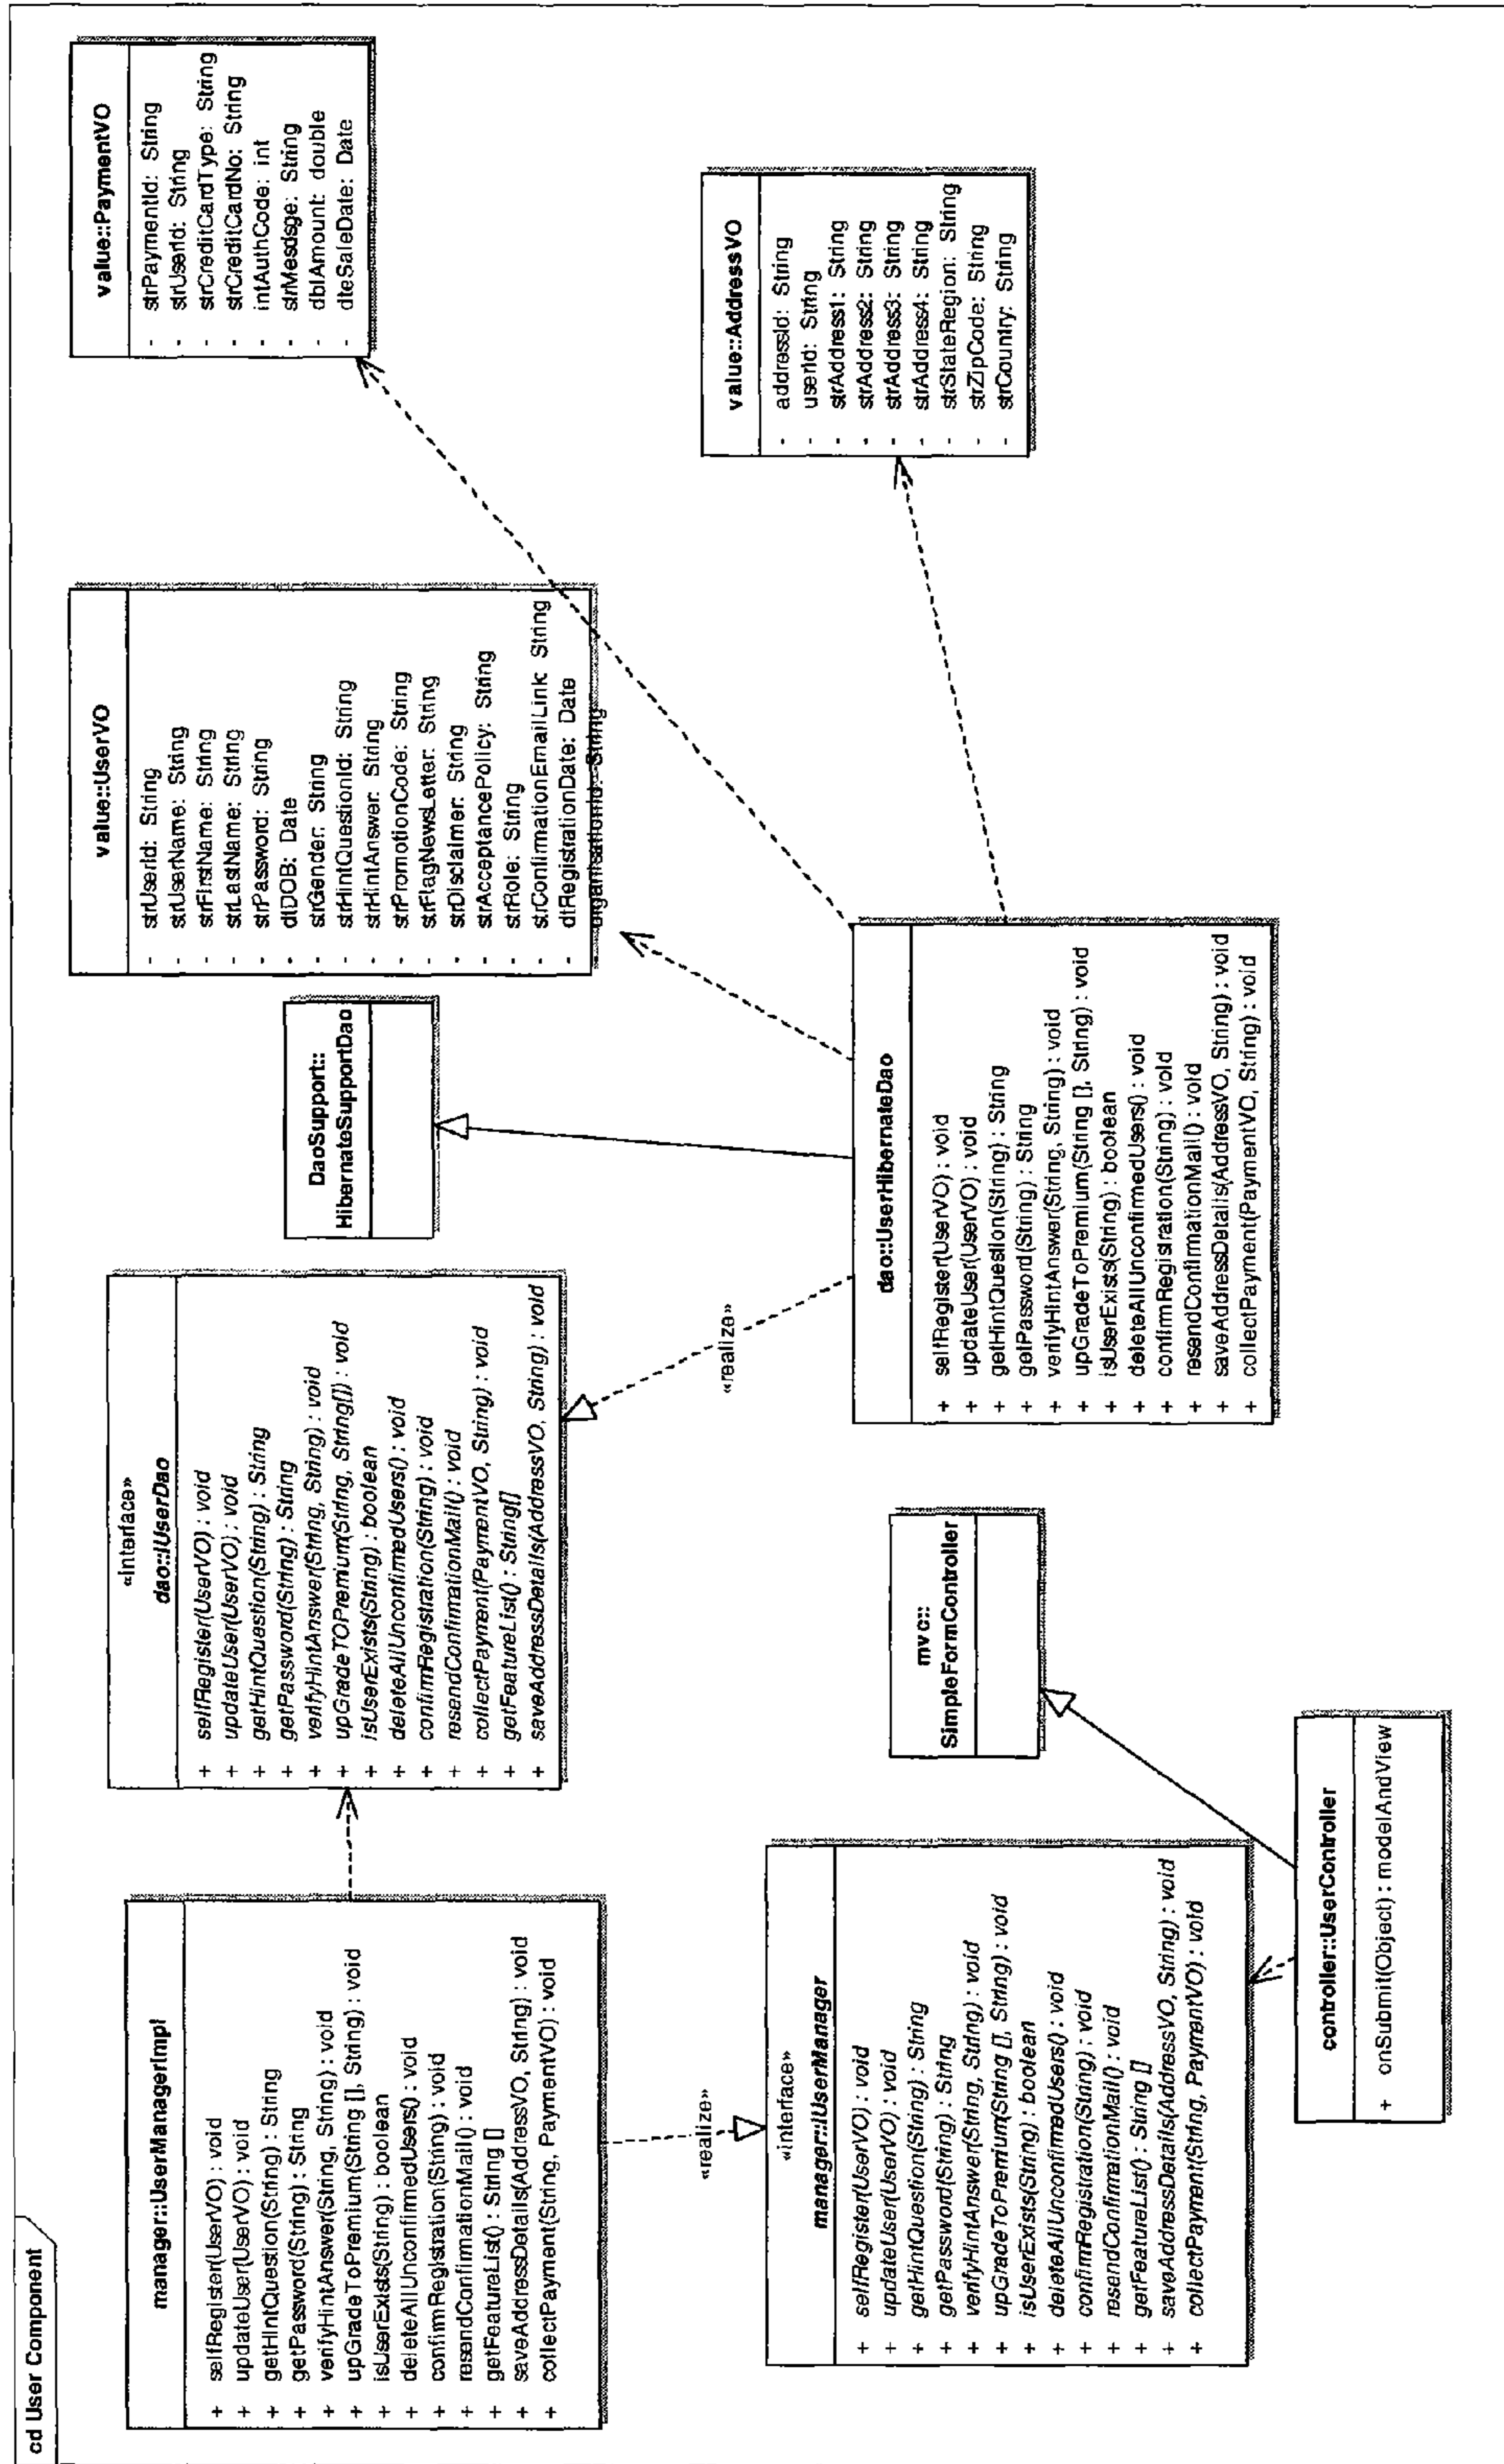 cd User Component
manager::UserManagerImpl
+ selfRegister(UserVO) : void
+ updateUser(UserVO) : void
+ getHintQuestion(String) : String
+ getPassword(String) : String
+ verifyHintAnswer(String, String) : void
+ upGradeToPremium(String [], String) : void
+ isUserExists(String) : boolean
+ deleteAllUnconfirmedUsers() : void
+ confirmRegistration(String) : void
+ resendConfirmationMail() : void
+ getFeatureList() : String []
+ saveAddressDetails(AddressVO, String) : void
+ collectPayment(String, PaymentVO) : void
«interface»
dao::IUserDao
+ selfRegister(UserVO) : void
+ updateUser(UserVO) : void
+ getHintQuestion(String) : String
+ getPassword(String) : String
+ verifyHintAnswer(String, String) : void
+ upGradeTOPremium(String, String[]) : void
+ isUserExists(String) : boolean
+ deleteAllUnconfirmedUsers() : void
+ confirmRegistration(String) : void
+ resendConfirmationMail() : void
+ collectPayment(PaymentVO, String) : void
+ getFeatureList() : String[]
+ saveAddressDetails(AddressVO, String) : void
DaoSupport::
HibernateSupportDao
value::UserVO
- strUserId: String
- strUserName: String
- strFirstName: String
- strLastName: String
- strPassword: String
- dtDOB: Date
- strGender: String
- strHintQuestionId: String
- strHintAnswer: String
- strPromotionCode: String
- strFlagNewsLetter: String
- strDisclaimer: String
- strAcceptancePolicy: String
- strRole: String
- strConfirmationEmailLink: String
- dtRegistrationDate: Date
organisationId: String
value::PaymentVO
- strPaymentId: String
- strUserId: String
- strCreditCardType: String
- strCreditCardNo: String
- intAuthCode: int
- strMesdsge: String
- dblAmount: double
- dteSaleDate: Date
«realize»
«realize»
«interface»
manager::IUserManager
+ selfRegister(UserVO) : void
+ updateUser(UserVO) : void
+ getHintQuestion(String) : String
+ getPassword(String) : String
+ verifyHintAnswer(String, String) : void
+ upGradeToPremium(String [], String) : void
+ isUserExists(String) : boolean
+ deleteAllUnconfirmedUsers() : void
+ confirmRegistration(String) : void
+ resendConfirmationMail() : void
+ getFeatureList() : String []
+ saveAddressDetails(AddressVO, String) : void
+ collectPayment(String, PaymentVO) : void
mvc::
SimpleFormController
dao::UserHibernateDao
+ selfRegister(UserVO) : void
+ updateUser(UserVO) : void
+ getHintQuestion(String) : String
+ getPassword(String) : String
+ verifyHintAnswer(String, String) : void
+ upGradeToPremium(String [], String) : void
+ isUserExists(String) : boolean
+ deleteAllUnconfirmedUsers() : void
+ confirmRegistration(String) : void
+ resendConfirmationMail() : void
+ saveAddressDetails(AddressVO, String) : void
+ collectPayment(PaymentVO, String) : void
value::AddressVO
- addressId: String
- userId: String
- strAddress1: String
- strAddress2: String
- strAddress3: String
- strAddress4: String
- strStateRegion: String
- strZipCode: String
- strCountry: String
controller::UserController
+ onSubmit(Object) : modelAndView